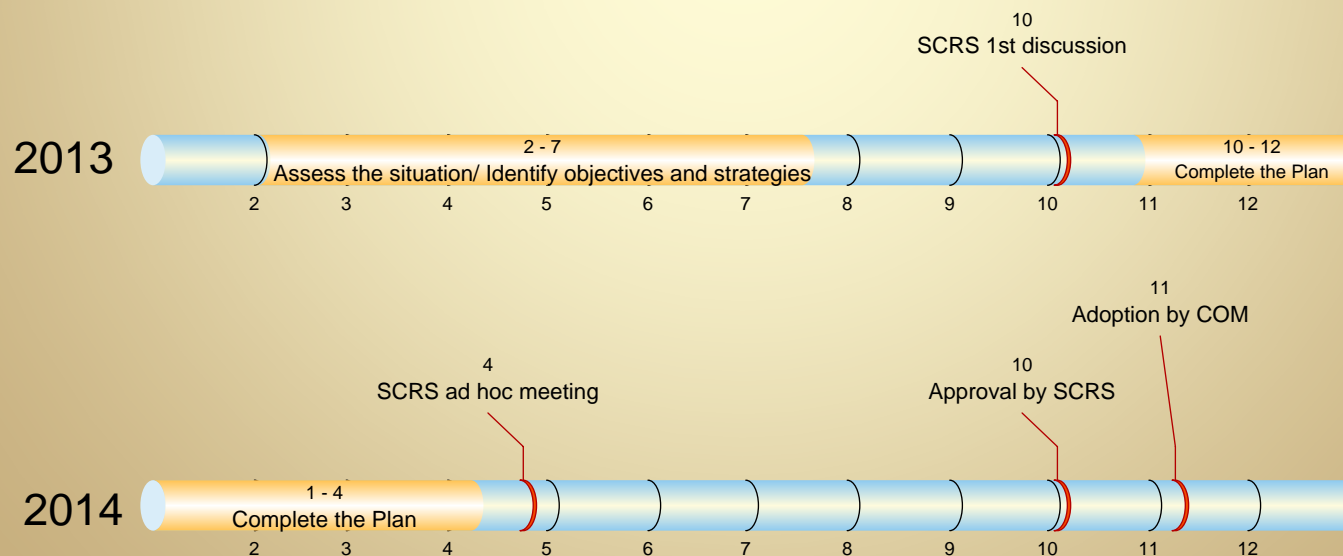 10
SCRS 1st discussion
2013
2 - 7
Assess the situation/ Identify objectives and strategies
10 - 12
Complete the Plan
2 3 4 5 6 7 8 9 10 11 12
11
Adoption by COM
4
SCRS ad hoc meeting
10
Approval by SCRS
2014
1 - 4
Complete the Plan
2 3 4 5 6 7 8 9 10 11 12